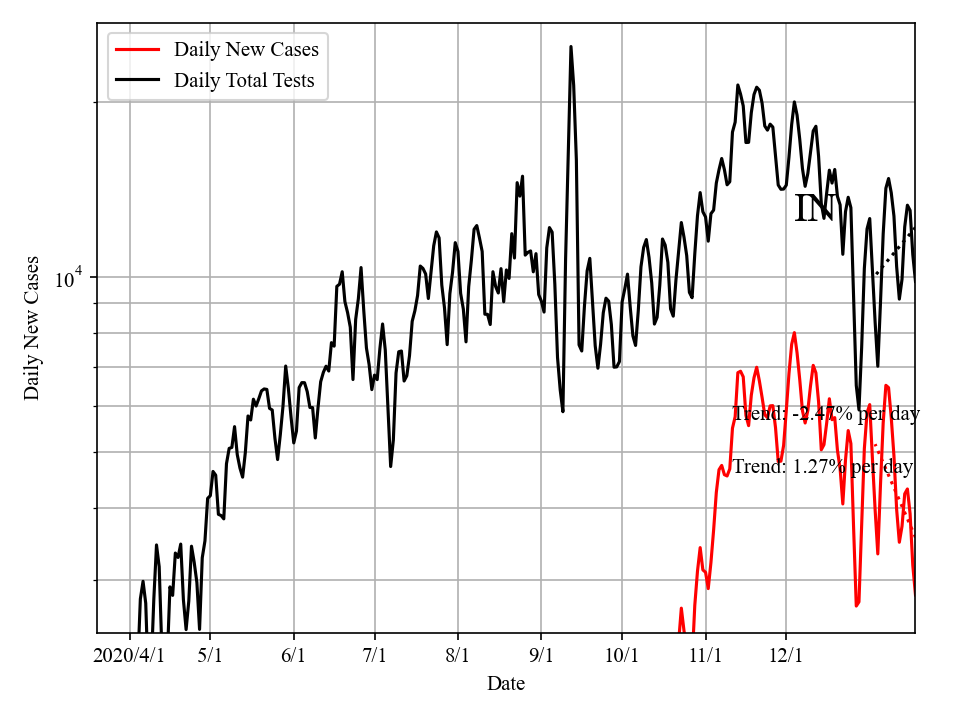 Daily New Cases
Daily Total Tests
IN
Trend: -2.47% per day
Trend: 1.27% per day
Daily New Cases
10^4
2020/4/1 5/1 6/1 7/1 8/1 9/1 10/1 11/1 12/1
Date